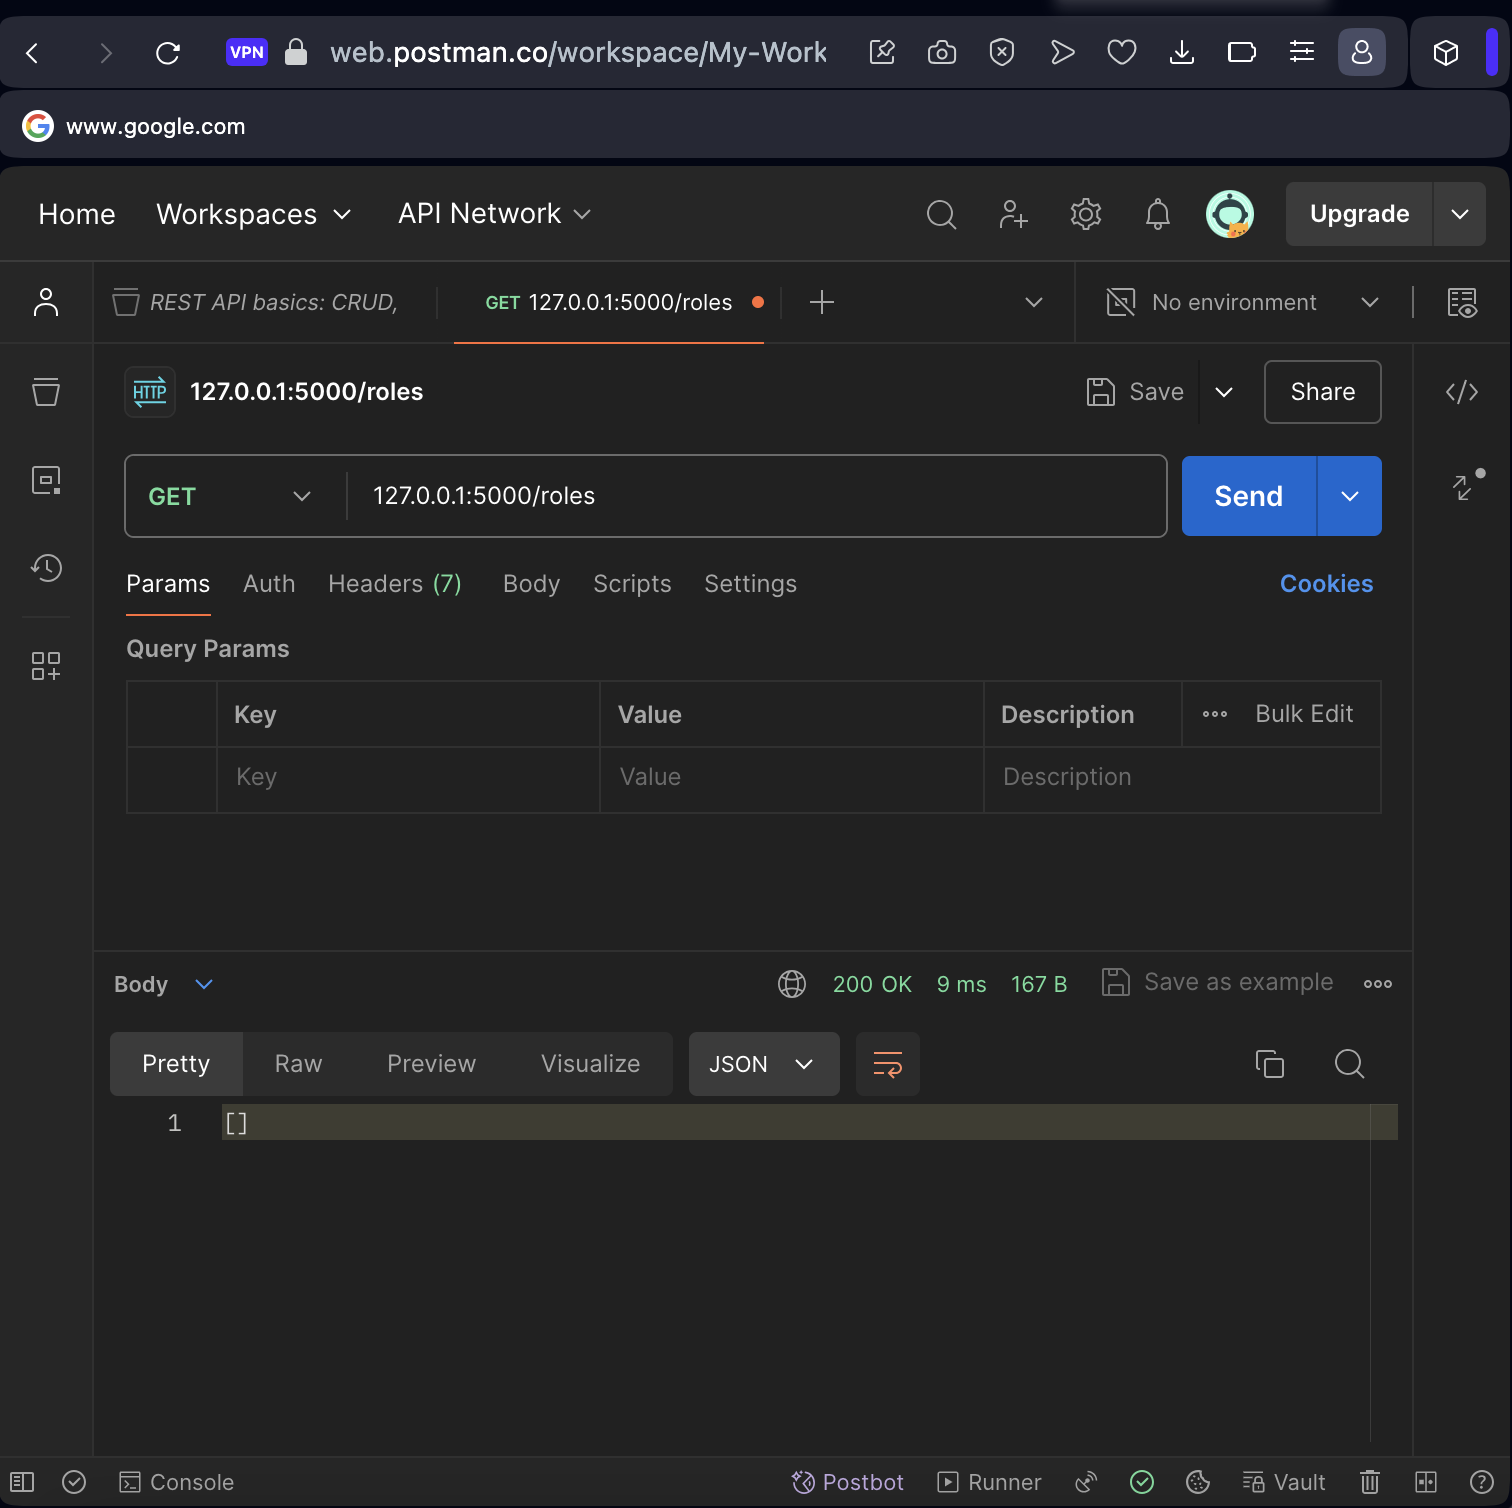 VPN web.postman.co/workspace/My-Work
www.google.com
Home Workspaces API Network Upgrade
REST API basics: CRUD, GET 127.0.0.1:5000/roles No environment
HTTP 127.0.0.1:5000/roles Save Share
GET 127.0.0.1:5000/roles Send
Params Auth Headers (7) Body Scripts Settings Cookies
Query Params
Key Value Description Bulk Edit
Key Value Description
Body 200 OK 9 ms 167 B Save as example
Pretty Raw Preview Visualize JSON
1 []
Console Postbot Runner Vault